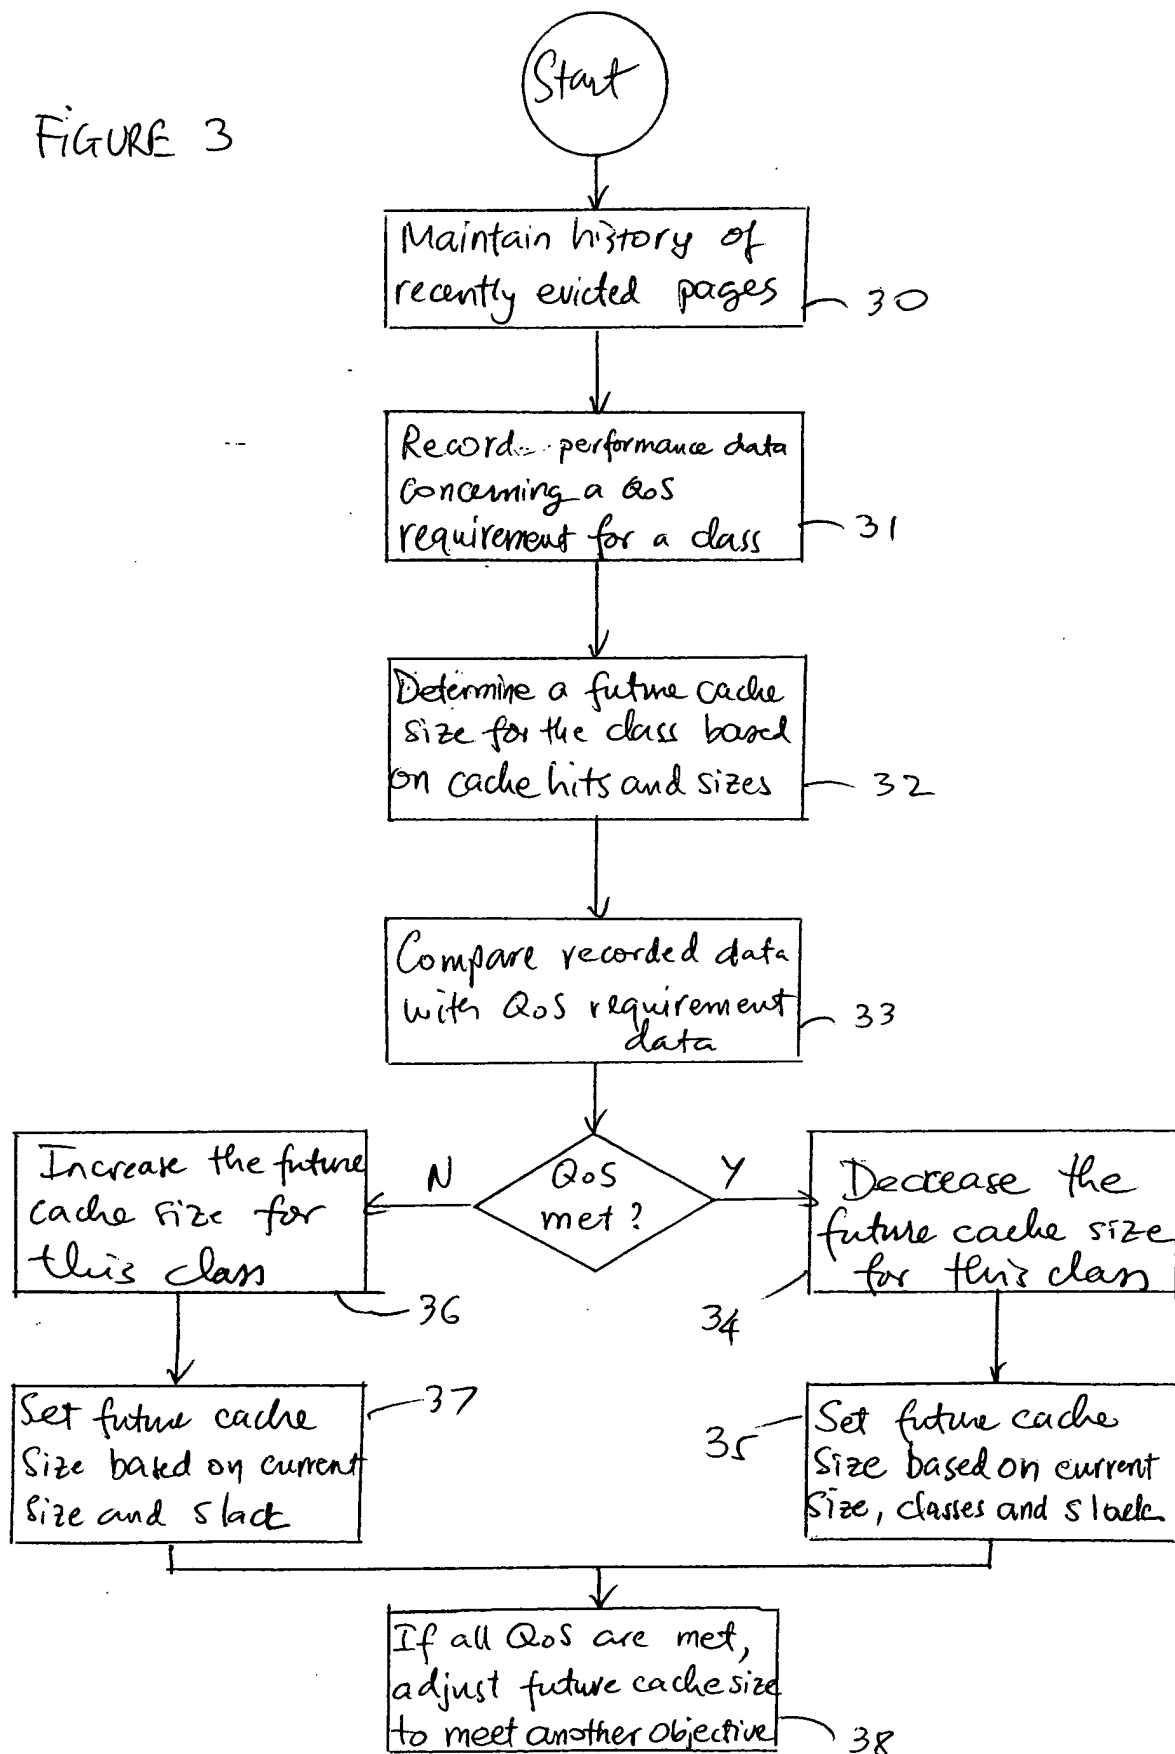 Start
FIGURE 3
Maintain history of
recently evicted pages
30
Record performance data
concerning a QoS
requirement for a class
31
Determine a future cache
size for the class based
on cache hits and sizes
32
Compare recorded data
with QoS requirement
data
33
QoS
met?
N
Y
Increase the future
cache size for
this class
36
Decrease the
future cache size
for this class
34
Set future cache
size based on current
size and slack
37
Set future cache
size based on current
size, classes and slack
35
If all QoS are met,
adjust future cache size
to meet another objective
38